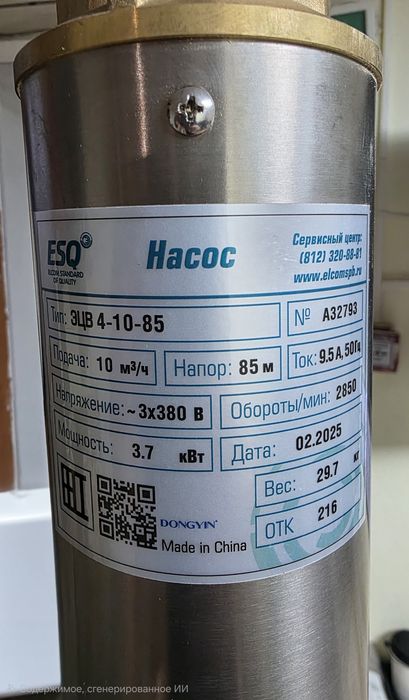 ESQ
ELCOM STANDARD
OF QUALITY
Насос
Сервисный центр:
(812) 320-88-81
www.elcomspb.ru
Тип: ЭЦВ 4-10-85
№ А32793
Подача: 10 м³/ч
Напор: 85 м
Ток: 9.5 А, 50Гц
Напряжение: ~3х380 В
Обороты/мин: 2850
Мощность: 3.7 кВт
Дата: 02.2025
Вес: 29.7 кг
ОТК 216
DONGYIN
Made in China
Содержимое, сгенерированное ИИ